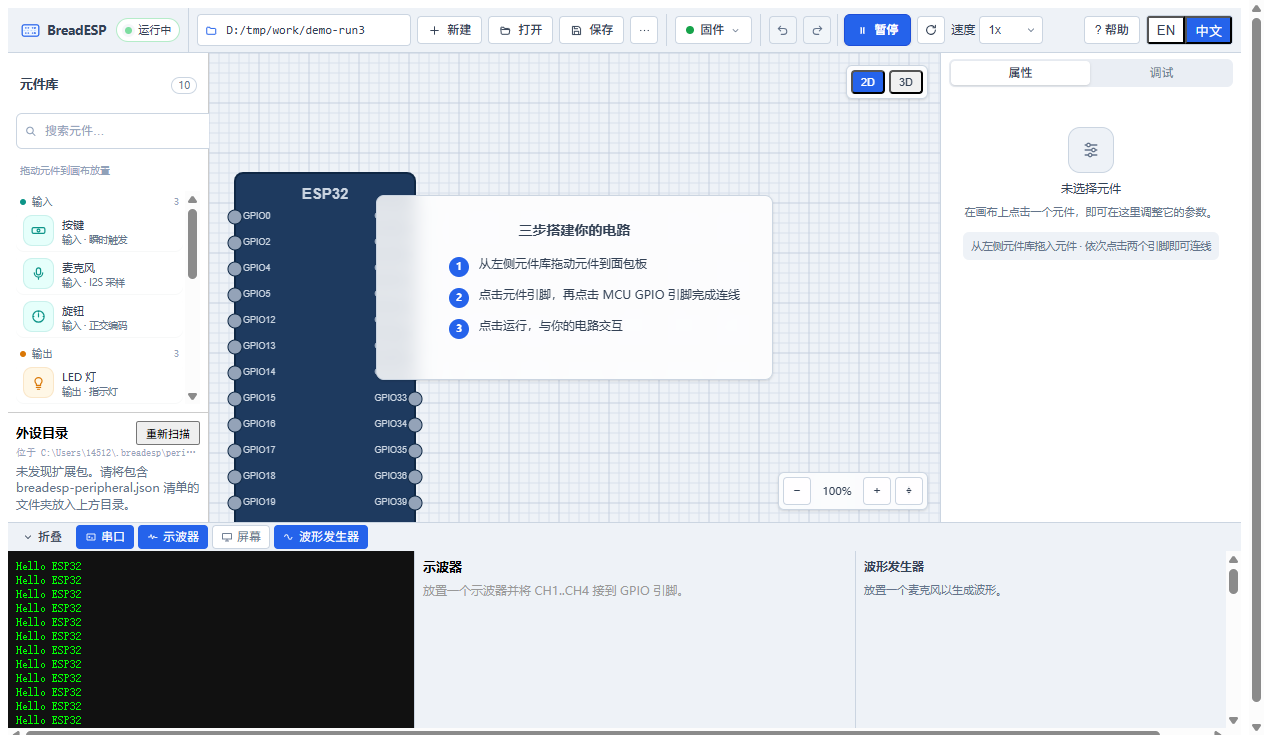 BreadESP 运行中 D:/tmp/work/demo-run3 新建 打开 保存 ... 固件 暂停 速度 1x ? 帮助 EN 中文
元件库 10
搜索元件...
拖动元件到画布放置
输入 3
按键
输入 · 瞬时触发
麦克风
输入 · I2S 采样
旋钮
输入 · 正交编码
输出 3
LED 灯
输出 · 指示灯
外设目录 重新扫描
位于 C:\Users\14512\.breadesp\peri…
未发现扩展包。请将包含
breadesp-peripheral.json 清单的
文件夹放入上方目录。
2D 3D
ESP32
GPIO0
GPIO2
GPIO4
GPIO5
GPIO12
GPIO13
GPIO14
GPIO15 GPIO33
GPIO16 GPIO34
GPIO17 GPIO35
GPIO18 GPIO36
GPIO19 GPIO39
三步搭建你的电路
1 从左侧元件库拖动元件到面包板
2 点击元件引脚，再点击 MCU GPIO 引脚完成连线
3 点击运行，与你的电路交互
− 100% +
属性 调试
未选择元件
在画布上点击一个元件，即可在这里调整它的参数。
从左侧元件库拖入元件 · 依次点击两个引脚即可连线
折叠 串口 示波器 屏幕 波形发生器
Hello ESP32
Hello ESP32
Hello ESP32
Hello ESP32
Hello ESP32
Hello ESP32
Hello ESP32
Hello ESP32
Hello ESP32
Hello ESP32
Hello ESP32
Hello ESP32
示波器
放置一个示波器并将 CH1..CH4 接到 GPIO 引脚。
波形发生器
放置一个麦克风以生成波形。